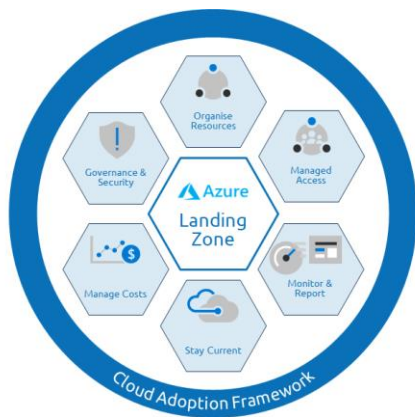 Organise
Resources
Governance &
Security
Managed
Access
Azure
Landing
Zone
Manage Costs
$
Monitor &
Report
Stay Current
Cloud Adoption Framework